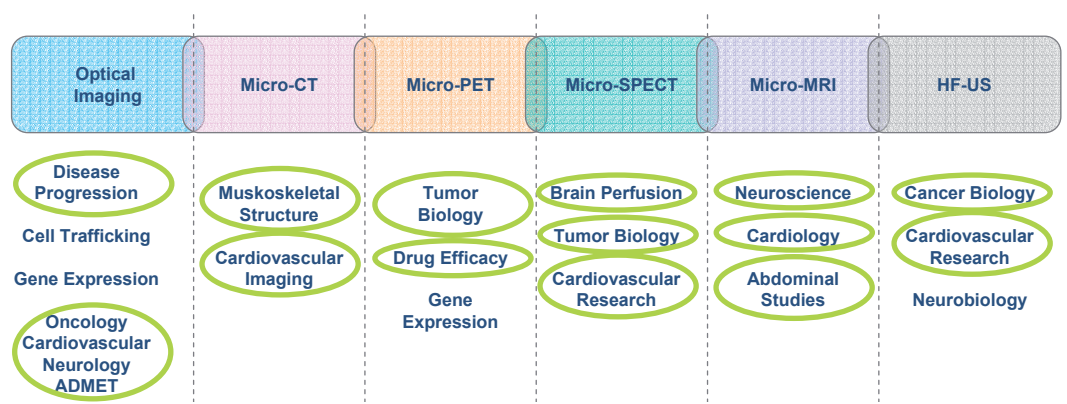 Optical
Imaging
Micro-CT
Micro-PET
Micro-SPECT
Micro-MRI
HF-US
Disease
Progression
Cell Trafficking
Gene Expression
Oncology
Cardiovascular
Neurology
ADMET
Muskoskeletal
Structure
Cardiovascular
Imaging
Tumor
Biology
Drug Efficacy
Gene
Expression
Brain Perfusion
Tumor Biology
Cardiovascular
Research
Neuroscience
Cardiology
Abdominal
Studies
Cancer Biology
Cardiovascular
Research
Neurobiology